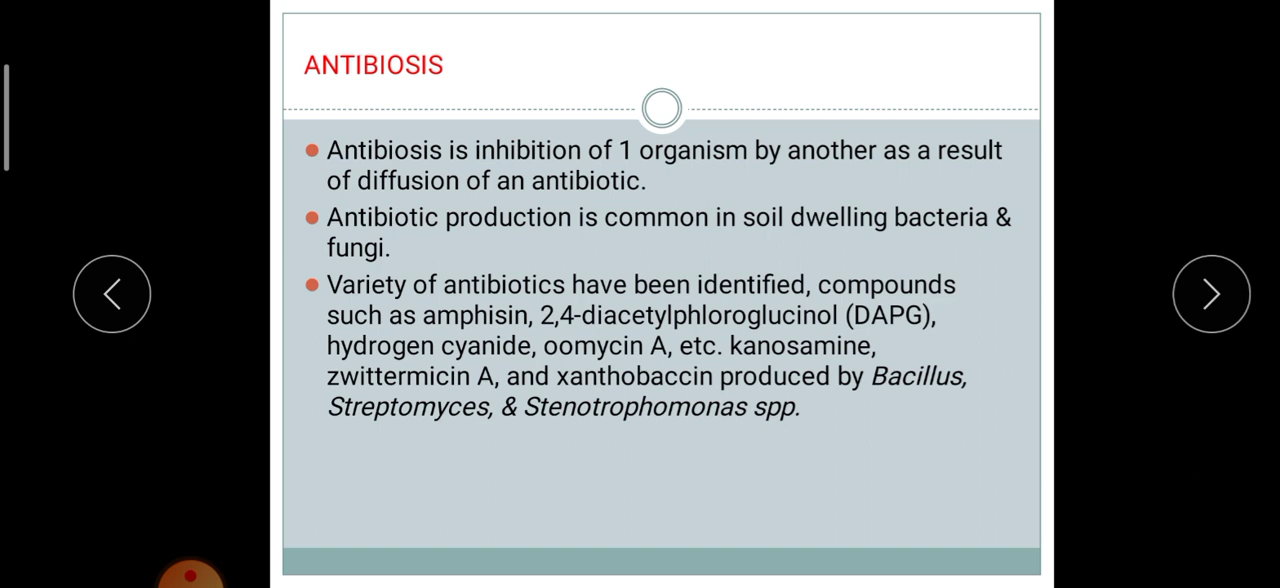 ANTIBIOSIS
Antibiosis is inhibition of 1 organism by another as a result
of diffusion of an antibiotic.
Antibiotic production is common in soil dwelling bacteria &
fungi.
Variety of antibiotics have been identified, compounds
such as amphisin, 2,4-diacetylphloroglucinol (DAPG),
hydrogen cyanide, oomycin A, etc. kanosamine,
zwittermicin A, and xanthobaccin produced by Bacillus,
Streptomyces, & Stenotrophomonas spp.